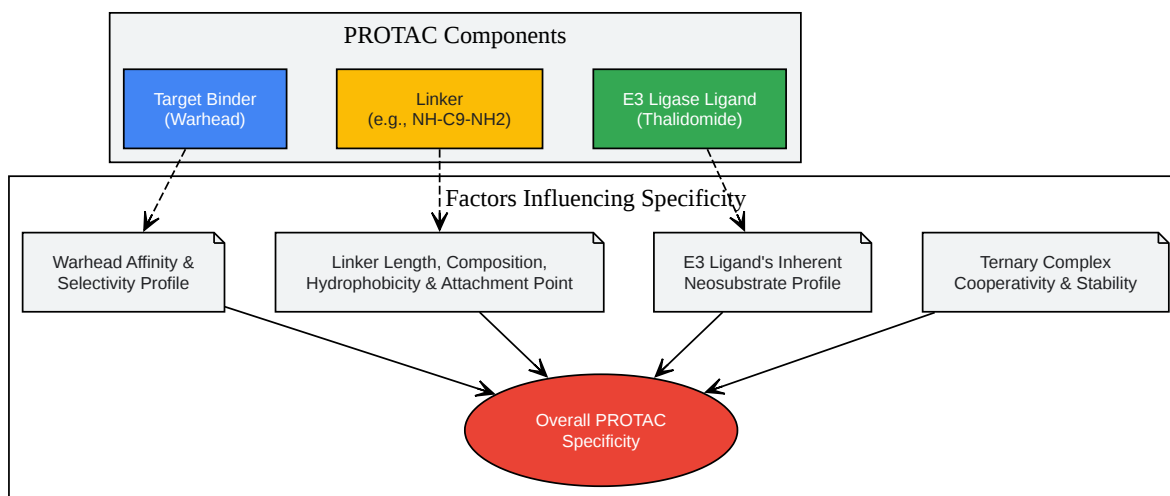 PROTAC Components
Target Binder
(Warhead)
Linker
(e.g., NH-C9-NH2)
E3 Ligase Ligand
(Thalidomide)
Factors Influencing Specificity
Warhead Affinity &
Selectivity Profile
Linker Length, Composition,
Hydrophobicity & Attachment Point
E3 Ligand's Inherent
Neosubstrate Profile
Ternary Complex
Cooperativity & Stability
Overall PROTAC
Specificity